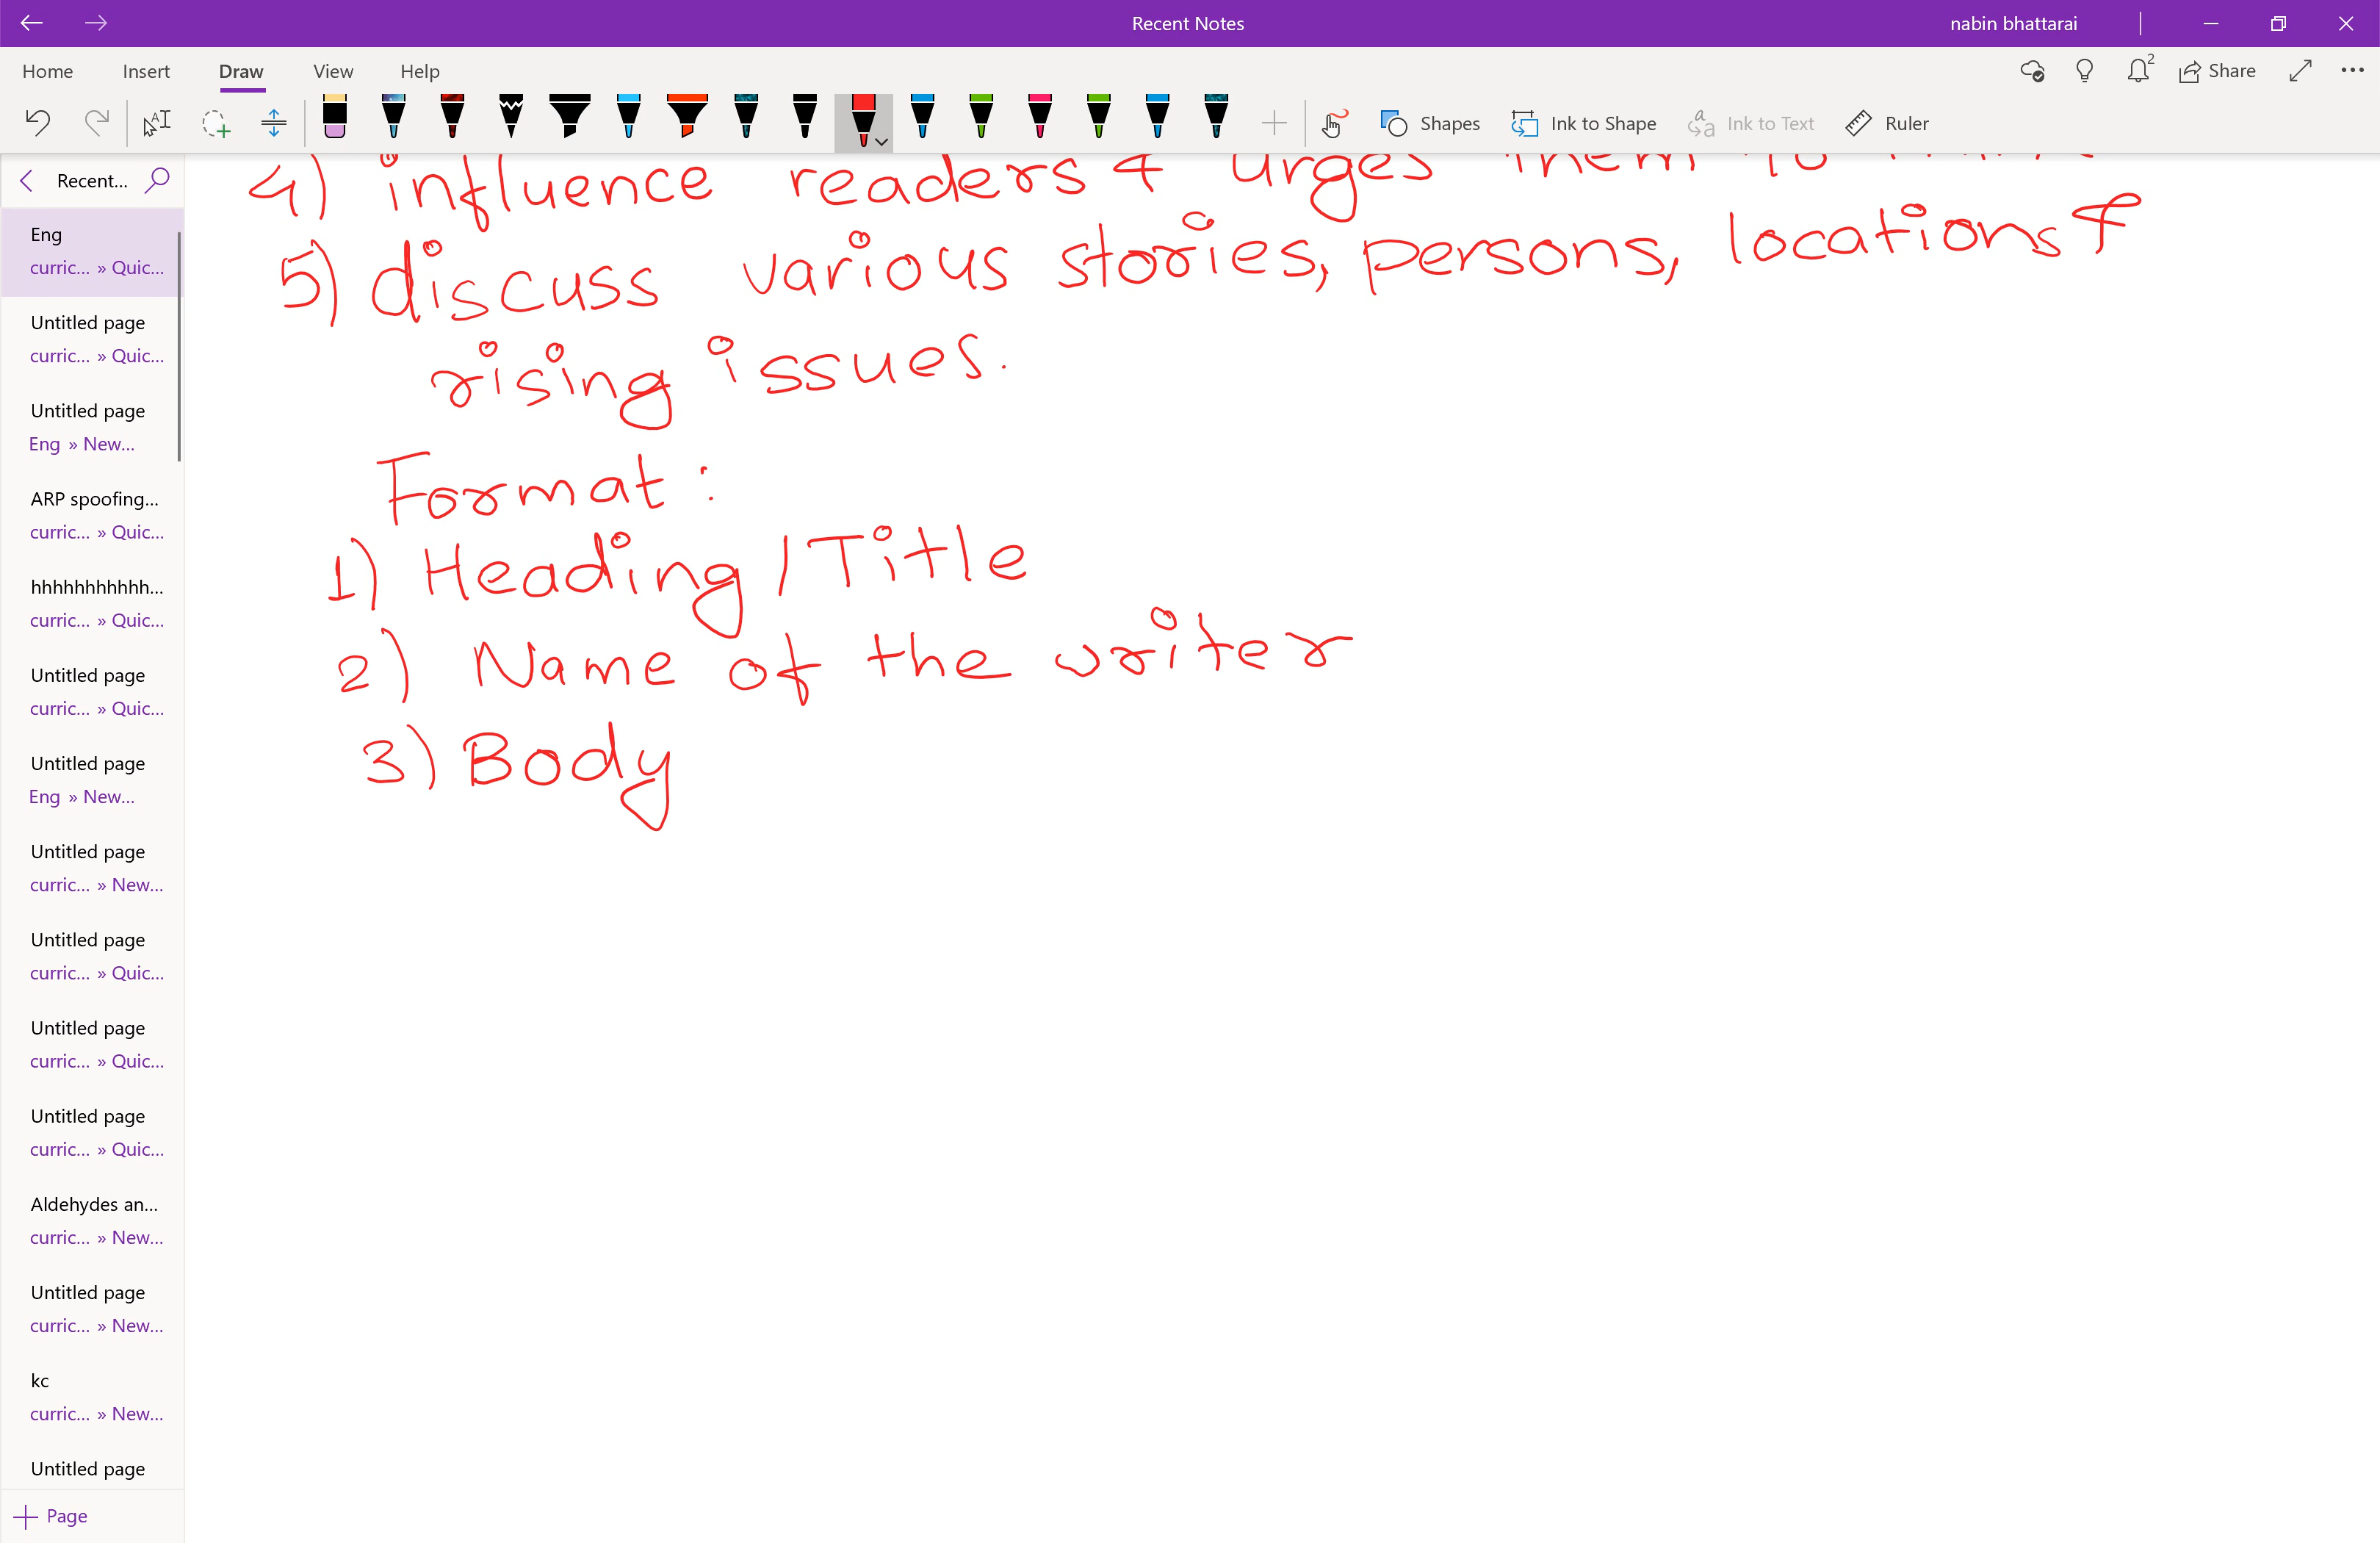 Recent Notes
nabin bhattarai
Home Insert Draw View Help
2
Share
Shapes Ink to Shape Ink to Text Ruler
Recent...
Eng
curric... » Quic...
Untitled page
curric... » Quic...
Untitled page
Eng » New...
ARP spoofing...
curric... » Quic...
hhhhhhhhhhh...
curric... » Quic...
Untitled page
curric... » Quic...
Untitled page
Eng » New...
Untitled page
curric... » New...
Untitled page
curric... » Quic...
Untitled page
curric... » Quic...
Untitled page
curric... » Quic...
Aldehydes an...
curric... » New...
Untitled page
curric... » New...
kc
curric... » New...
Untitled page
Page
4) influence readers & urges them to
5) discuss various stories, persons, locations &
rising issues.
Format :
1) Heading / Title
2) Name of the writer
3) Body